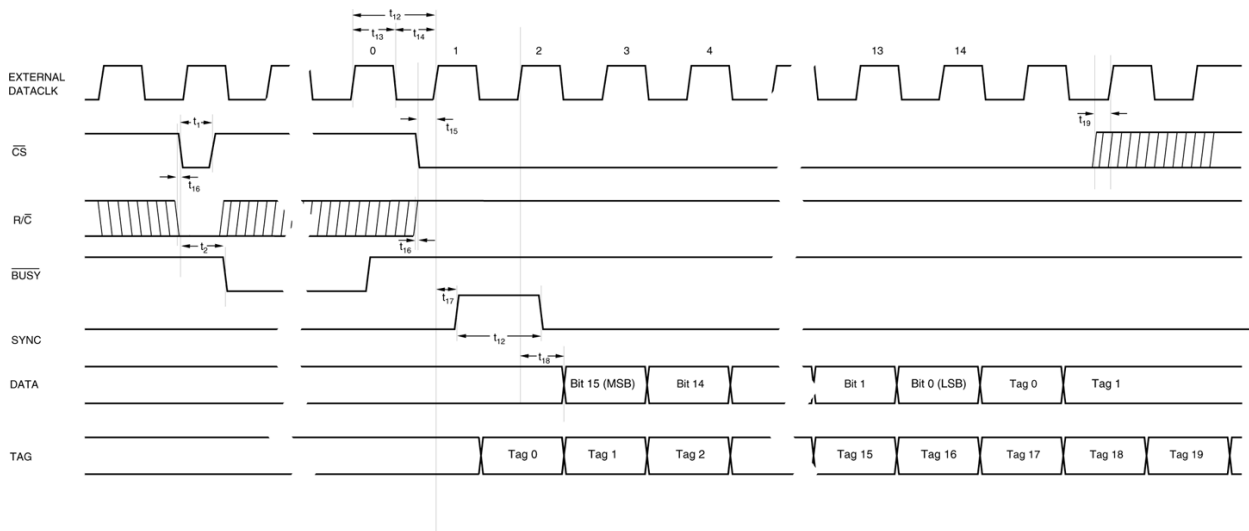 t12
t13 t14
0 1 2 3 4 13 14
EXTERNAL
DATACLK
t1
t15
t19
CS
t16
R/C
t2
t16
BUSY
t17
t12
SYNC
t18
DATA
Bit 15 (MSB) Bit 14 Bit 1 Bit 0 (LSB) Tag 0 Tag 1
TAG
Tag 0 Tag 1 Tag 2 Tag 15 Tag 16 Tag 17 Tag 18 Tag 19